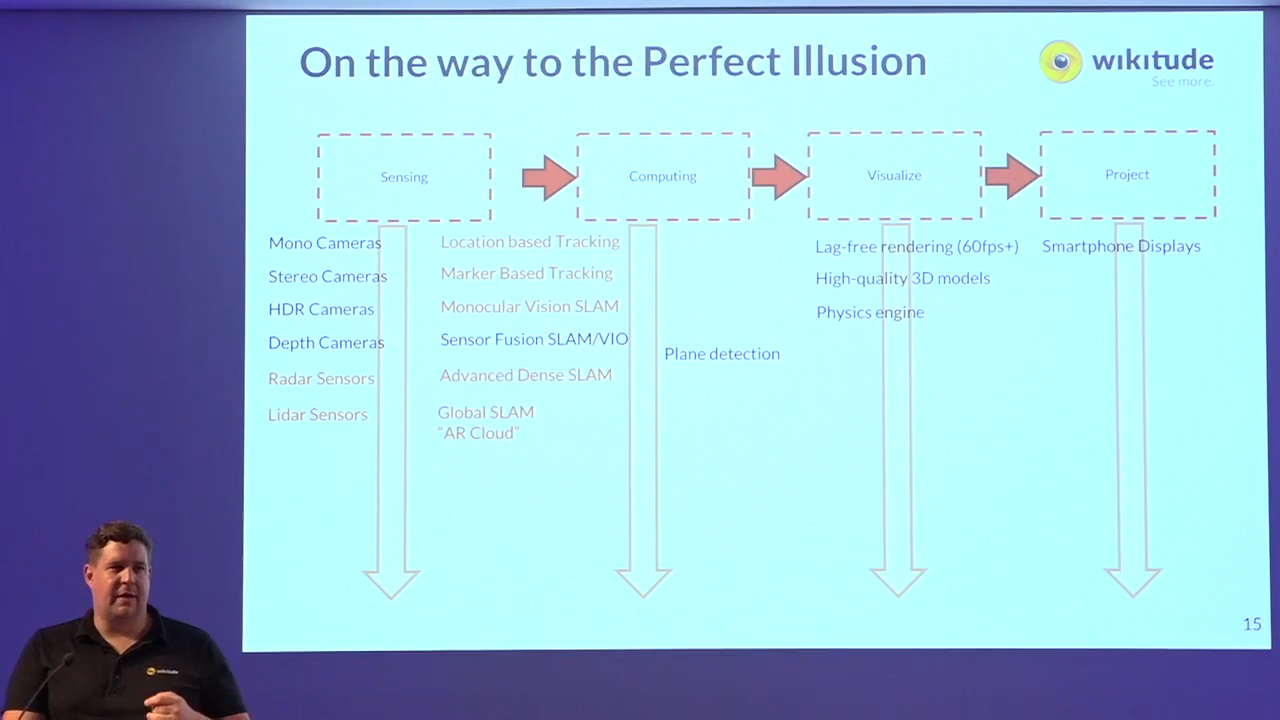 On the way to the Perfect Illusion
wikitude
See more.
Sensing
Computing
Visualize
Project
Mono Cameras
Stereo Cameras
HDR Cameras
Depth Cameras
Radar Sensors
Lidar Sensors
Location based Tracking
Marker Based Tracking
Monocular Vision SLAM
Sensor Fusion SLAM/VIO
Advanced Dense SLAM
Global SLAM
“AR Cloud”
Plane detection
Lag-free rendering (60fps+)
High-quality 3D models
Physics engine
Smartphone Displays
15
wikitude